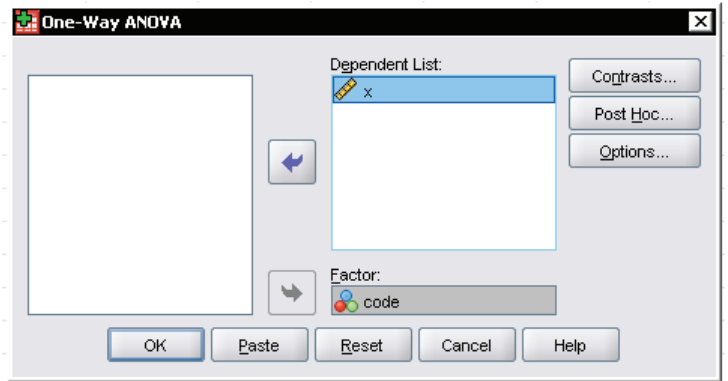 One-Way ANOVA
Dependent List:
x
Contrasts...
Post Hoc...
Options...
Factor:
code
OK
Paste
Reset
Cancel
Help